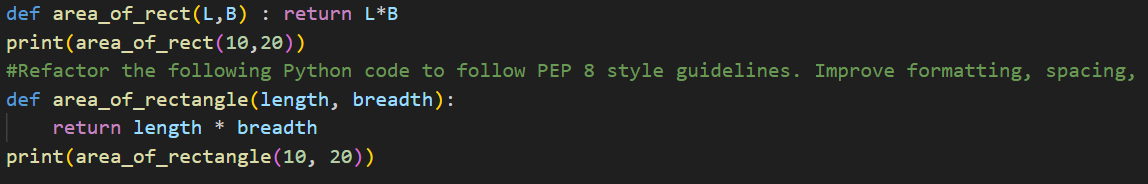 def area_of_rect(L,B) : return L*B
print(area_of_rect(10,20))
#Refactor the following Python code to follow PEP 8 style guidelines. Improve formatting, spacing,
def area_of_rectangle(length, breadth):
    return length * breadth
print(area_of_rectangle(10, 20))